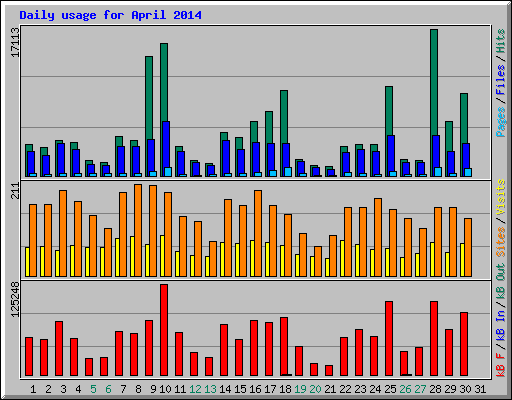 Daily usage for April 2014
17113
Pages / Files / Hits
211
Sites / Visits
125248
kB F / kB In / kB Out
1 2 3 4 5 6 7 8 9 10 11 12 13 14 15 16 17 18 19 20 21 22 23 24 25 26 27 28 29 30 31